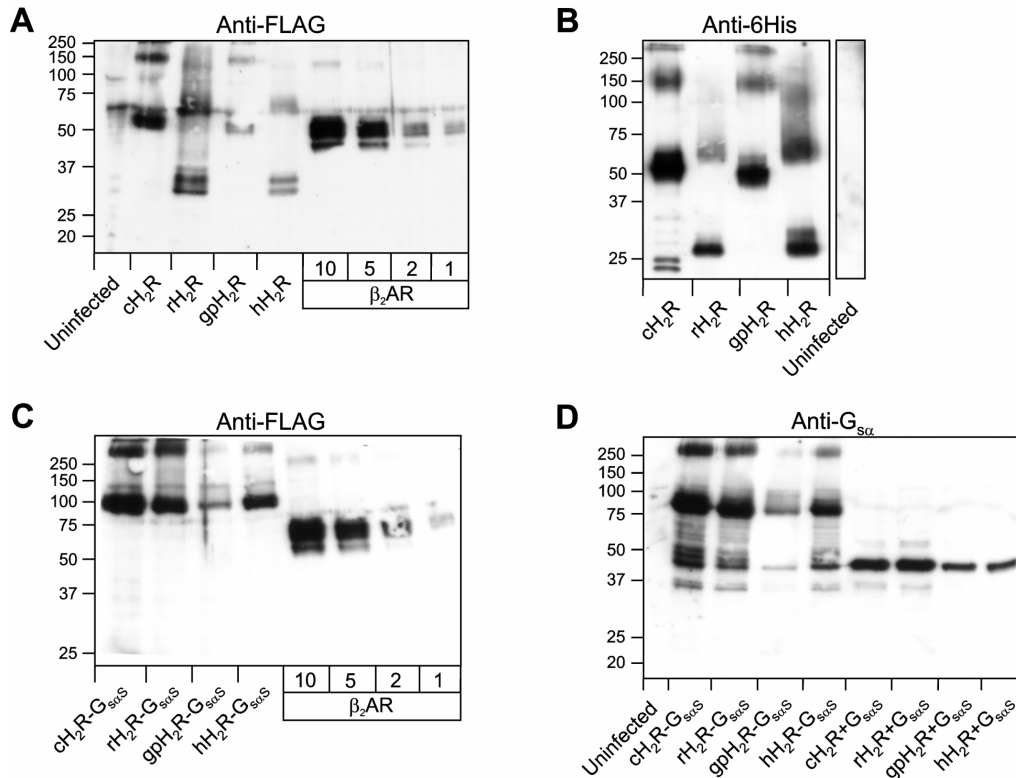 A
Anti-FLAG
250
150
100
75
50
37
25
20
Uninfected
cH₂R
rH₂R
gpH₂R
hH₂R
10 5 2 1
β₂AR
B
Anti-6His
250
150
100
75
50
37
25
cH₂R
rH₂R
gpH₂R
hH₂R
Uninfected
C
Anti-FLAG
250
150
100
75
50
37
25
cH₂R-GsαS
rH₂R-GsαS
gpH₂R-GsαS
hH₂R-GsαS
10 5 2 1
β₂AR
D
Anti-Gsα
250
150
100
75
50
37
25
20
Uninfected
cH₂R-GsαS
rH₂R-GsαS
gpH₂R-GsαS
hH₂R-GsαS
cH₂R+GsαS
rH₂R+GsαS
gpH₂R+GsαS
hH₂R+GsαS